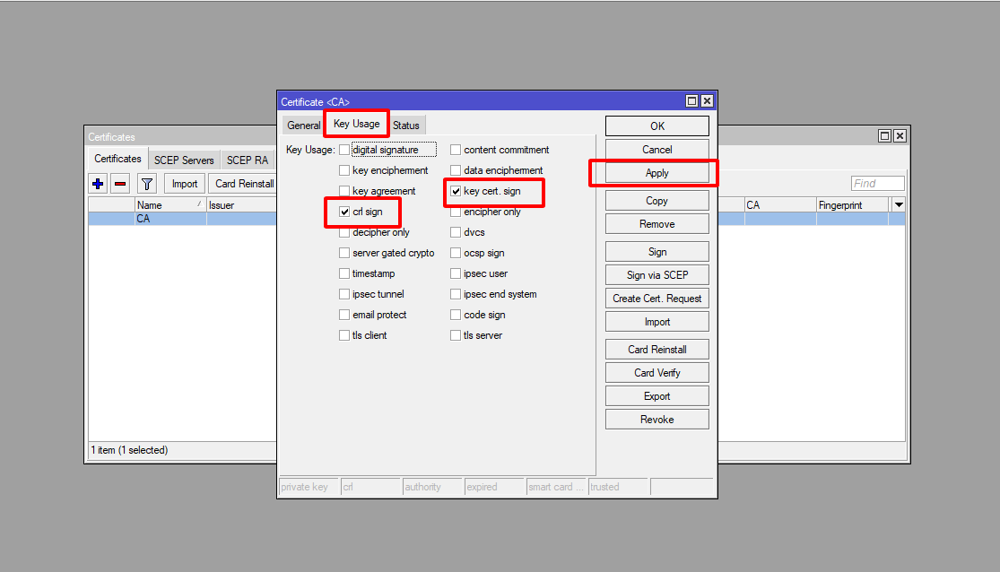 Certificate <CA>
General Key Usage Status
Key Usage: digital signature content commitment
key encipherment data encipherment
key agreement key cert. sign
crl sign encipher only
decipher only dvcs
server gated crypto ocsp sign
timestamp ipsec user
ipsec tunnel ipsec end system
email protect code sign
tls client tls server
OK
Cancel
Apply
Copy
Remove
Sign
Sign via SCEP
Create Cert. Request
Import
Card Reinstall
Card Verify
Export
Revoke
private key crl authority expired smart card ... trusted
Certificates
Certificates SCEP Servers SCEP RA
Import Card Reinstall Find
Name / Issuer CA Fingerprint
CA
1 item (1 selected)